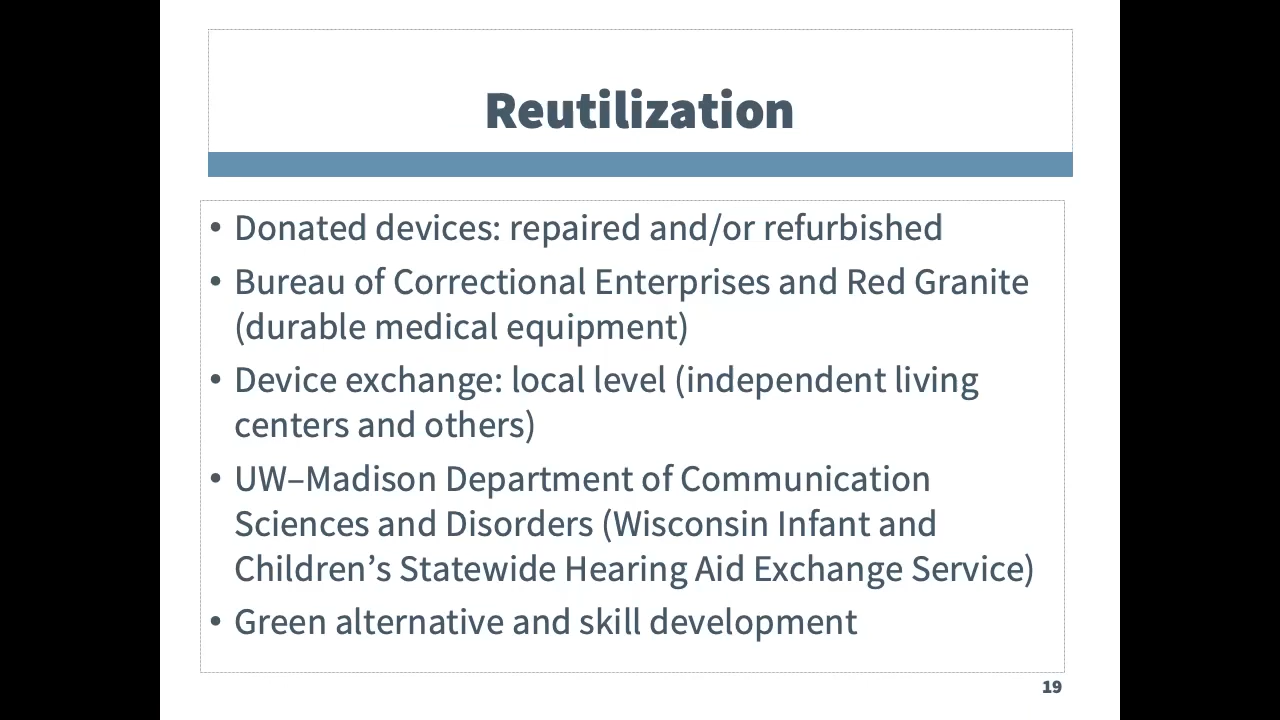 Reutilization
• Donated devices: repaired and/or refurbished
• Bureau of Correctional Enterprises and Red Granite
(durable medical equipment)
• Device exchange: local level (independent living
centers and others)
• UW–Madison Department of Communication
Sciences and Disorders (Wisconsin Infant and
Children’s Statewide Hearing Aid Exchange Service)
• Green alternative and skill development
19